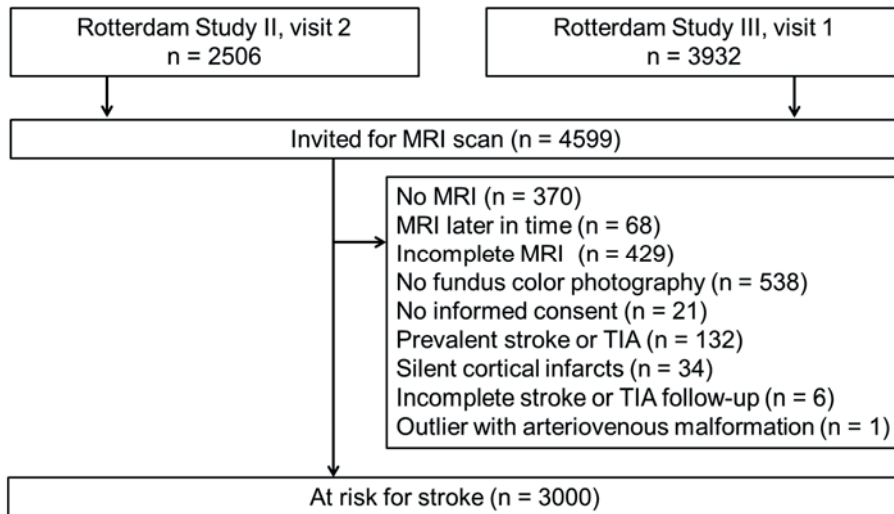 Rotterdam Study II, visit 2
n = 2506
Rotterdam Study III, visit 1
n = 3932
Invited for MRI scan (n = 4599)
No MRI (n = 370)
MRI later in time (n = 68)
Incomplete MRI (n = 429)
No fundus color photography (n = 538)
No informed consent (n = 21)
Prevalent stroke or TIA (n = 132)
Silent cortical infarcts (n = 34)
Incomplete stroke or TIA follow-up (n = 6)
Outlier with arteriovenous malformation (n = 1)
At risk for stroke (n = 3000)